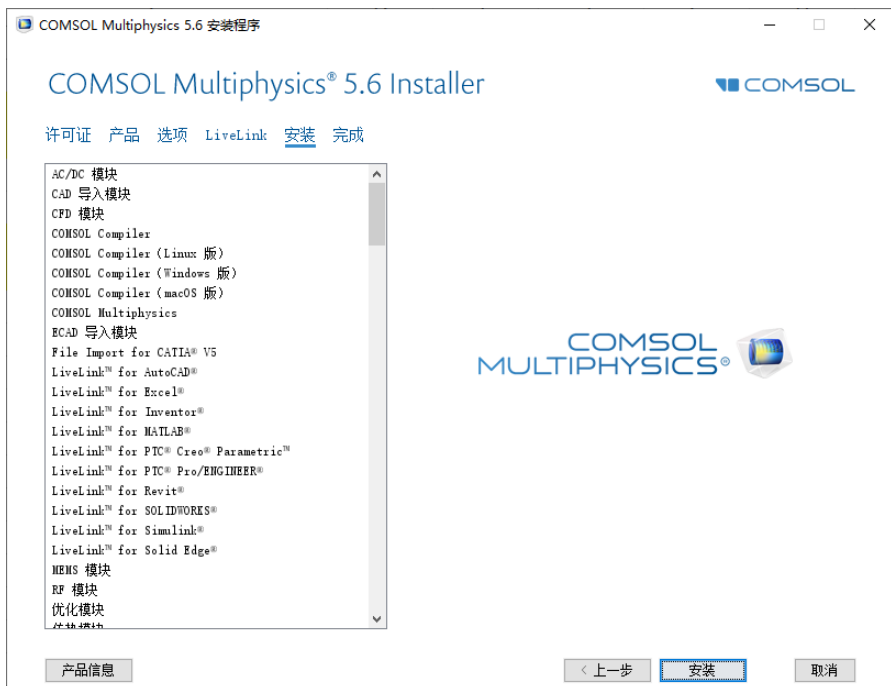 COMSOL Multiphysics 5.6 安装程序
COMSOL Multiphysics® 5.6 Installer
COMSOL
许可证 产品 选项 LiveLink 安装 完成
AC/DC 模块
CAD 导入模块
CFD 模块
COMSOL Compiler
COMSOL Compiler (Linux 版)
COMSOL Compiler (Windows 版)
COMSOL Compiler (macOS 版)
COMSOL Multiphysics
ECAD 导入模块
File Import for CATIA® V5
LiveLink™ for AutoCAD®
LiveLink™ for Excel®
LiveLink™ for Inventor®
LiveLink™ for MATLAB®
LiveLink™ for PTC® Creo® Parametric™
LiveLink™ for PTC® Pro/ENGINEER®
LiveLink™ for Revit®
LiveLink™ for SOLIDWORKS®
LiveLink™ for Simulink®
LiveLink™ for Solid Edge®
MEMS 模块
RF 模块
优化模块
传热模块
COMSOL
MULTIPHYSICS®
产品信息
< 上一步 安装 取消